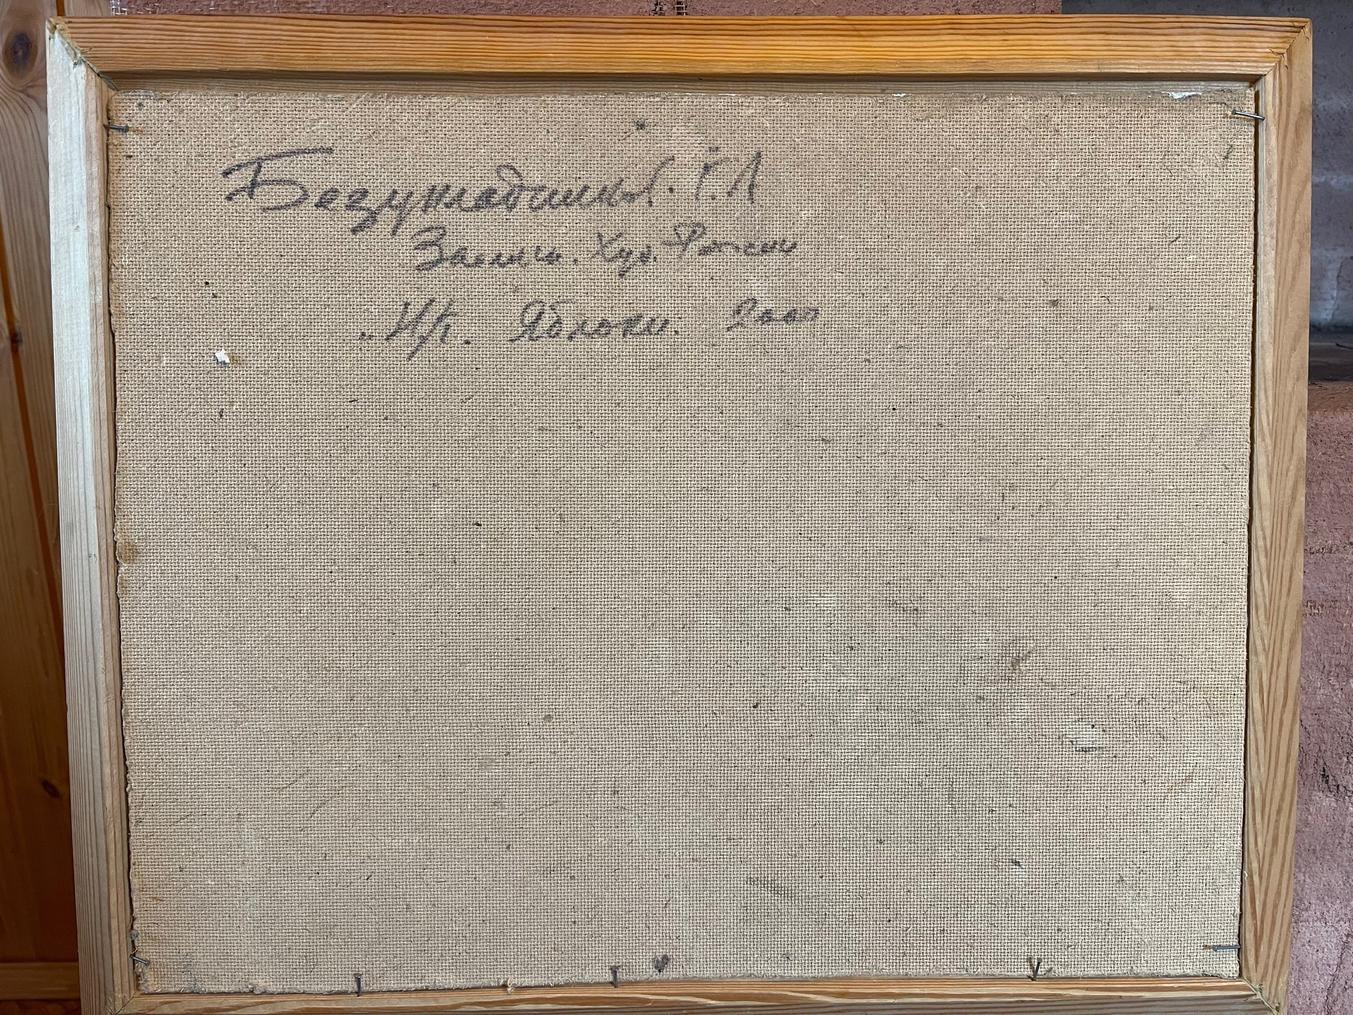 Безукладников. Г. Л
Заслуж. Худ. России
„Н/т. Яблоки. 2000